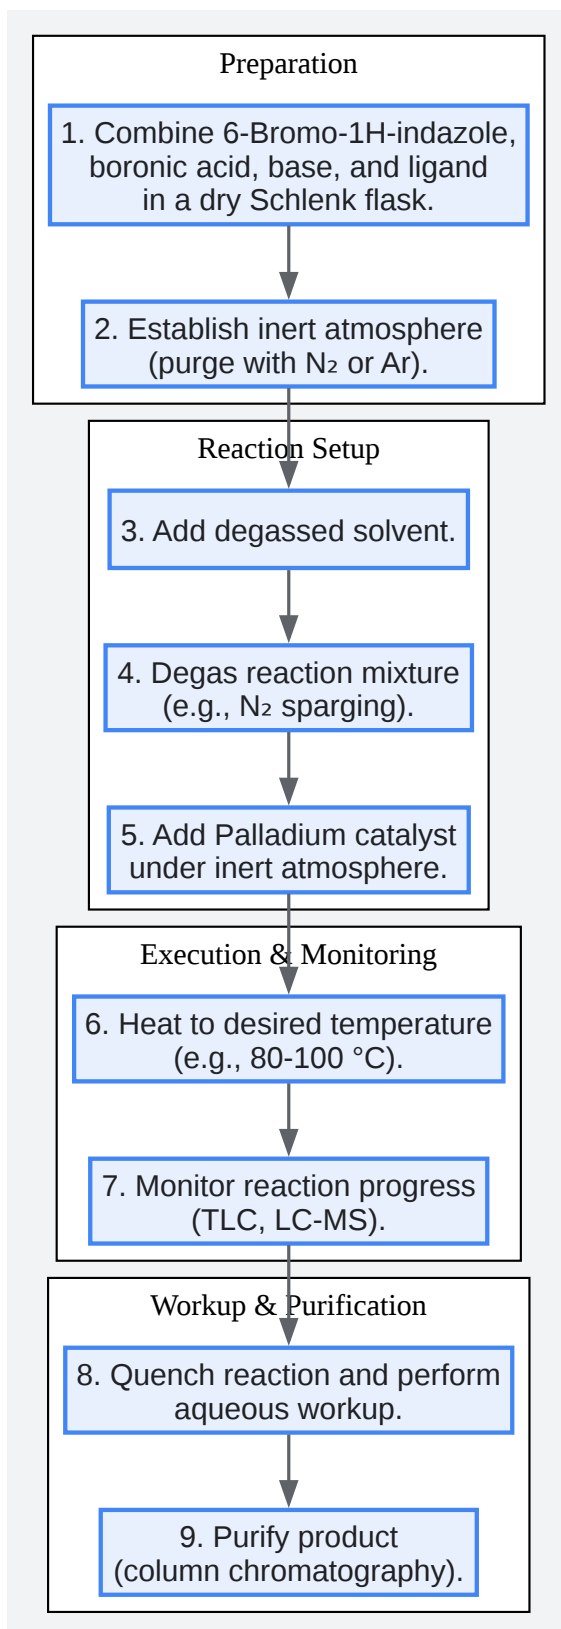 Preparation
1. Combine 6-Bromo-1H-indazole,
boronic acid, base, and ligand
in a dry Schlenk flask.
2. Establish inert atmosphere
(purge with N₂ or Ar).
Reaction Setup
3. Add degassed solvent.
4. Degas reaction mixture
(e.g., N₂ sparging).
5. Add Palladium catalyst
under inert atmosphere.
Execution & Monitoring
6. Heat to desired temperature
(e.g., 80-100 °C).
7. Monitor reaction progress
(TLC, LC-MS).
Workup & Purification
8. Quench reaction and perform
aqueous workup.
9. Purify product
(column chromatography).